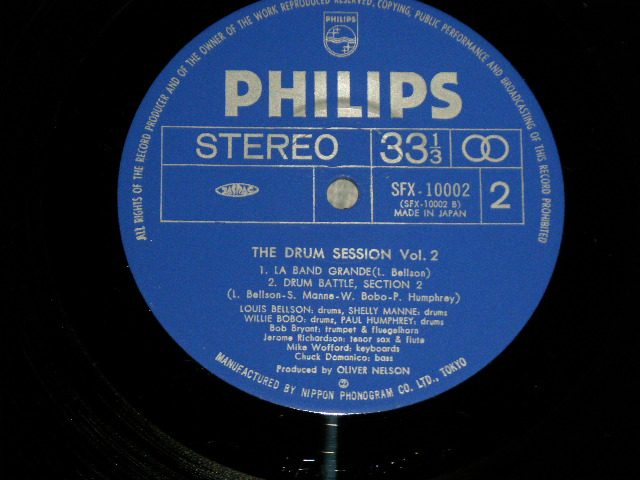 ALL RIGHTS OF THE RECORD PRODUCER AND OF THE OWNER OF THE WORK REPRODUCED RESERVED. COPYING, PUBLIC PERFORMANCE AND BROADCASTING OF THIS RECORD PROHIBITED
PHILIPS
PHILIPS
STEREO
33 1/3
SFX-10002
(SFX-10002 B)
MADE IN JAPAN
2
THE DRUM SESSION Vol. 2
1. LA BAND GRANDE(L. Bellson)
2. DRUM BATTLE, SECTION 2
(L. Bellson-S. Manne-W. Bobo-P. Humphrey)
LOUIS BELLSON: drums, SHELLY MANNE: drums
WILLIE BOBO: drums, PAUL HUMPHREY: drums
Bob Bryant: trumpet & fluegelhorn
Jerome Richardson: tenor sax & flute
Mike Wofford: keyboards
Chuck Domanico: bass
Produced by OLIVER NELSON
MANUFACTURED BY NIPPON PHONOGRAM CO. LTD., TOKYO